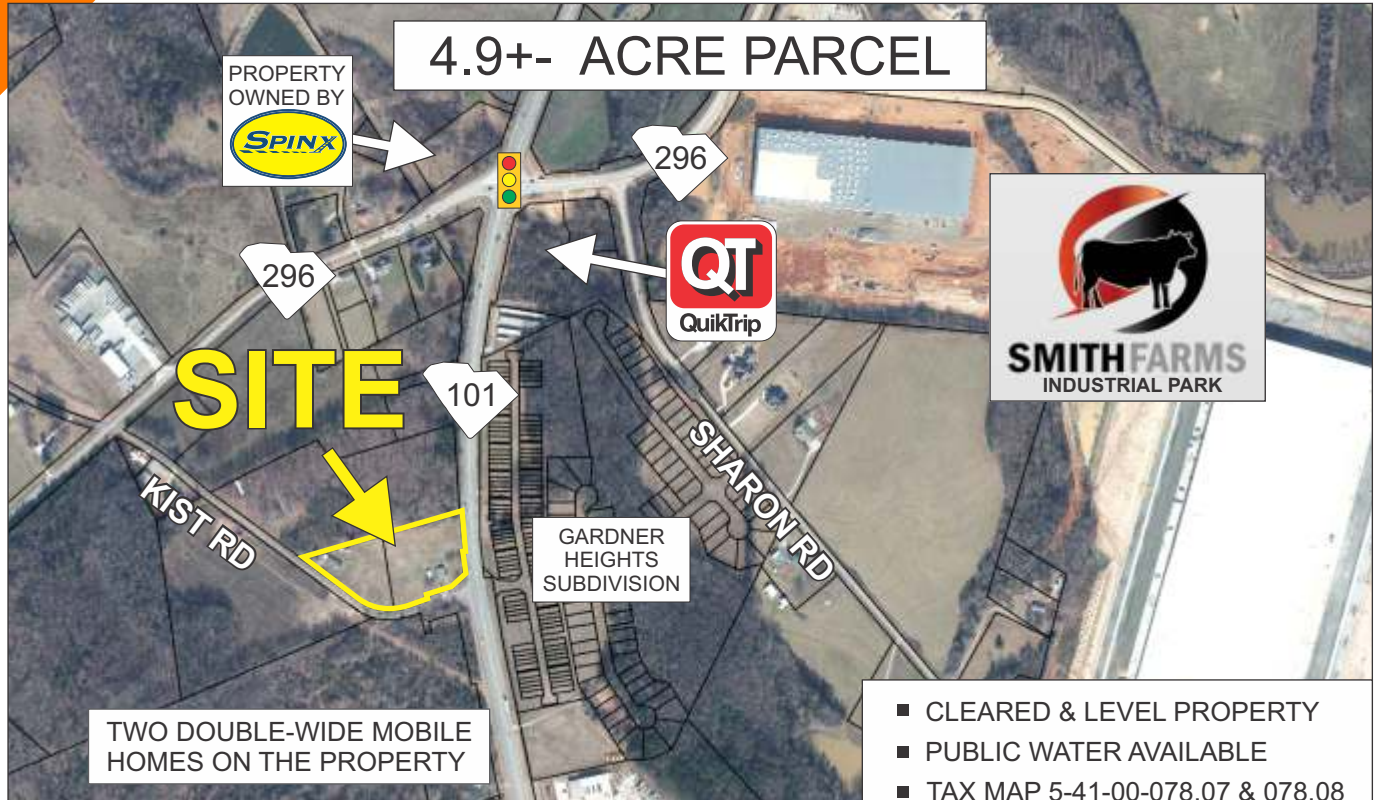 4.9+- ACRE PARCEL
PROPERTY
OWNED BY
SPINX
296
296
QT
QuikTrip
SMITHFARMS
INDUSTRIAL PARK
SITE
101
KIST RD
SHARON RD
GARDNER
HEIGHTS
SUBDIVISION
TWO DOUBLE-WIDE MOBILE
HOMES ON THE PROPERTY
■ CLEARED & LEVEL PROPERTY
■ PUBLIC WATER AVAILABLE
■ TAX MAP 5-41-00-078.07 & 078.08